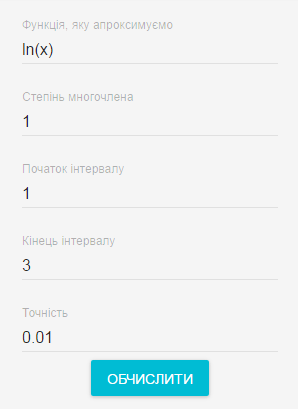 Функція, яку апроксимуємо
ln(x)
Степінь многочлена
1
Початок інтервалу
1
Кінець інтервалу
3
Точність
0.01
ОБЧИСЛИТИ